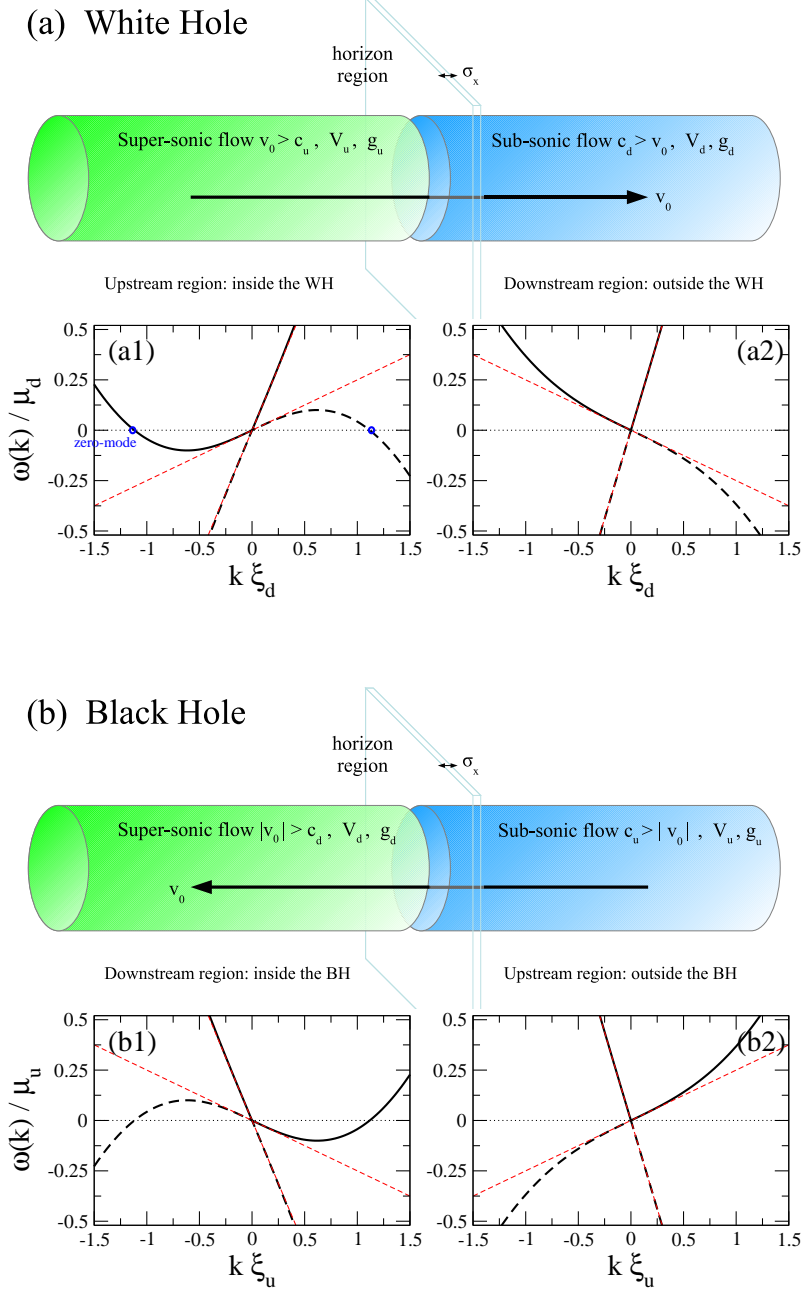 (a) White Hole
horizon
region
σx
Super-sonic flow v0 > cu , Vu, gu
Sub-sonic flow cd > v0, Vd, gd
v0
Upstream region: inside the WH
Downstream region: outside the WH
0.5
0.25
0
-0.25
-0.5
ω(k) / μd
(a1)
zero-mode
-1.5 -1 -0.5 0 0.5 1 1.5
k ξd
0.5
0.25
0
-0.25
-0.5
(a2)
-1.5 -1 -0.5 0 0.5 1 1.5
k ξd
(b) Black Hole
horizon
region
σx
Super-sonic flow |v0| > cd , Vd, gd
Sub-sonic flow cu > |v0| , Vu, gu
v0
Downstream region: inside the BH
Upstream region: outside the BH
0.5
0.25
0
-0.25
-0.5
ω(k) / μu
(b1)
-1.5 -1 -0.5 0 0.5 1 1.5
k ξu
0.5
0.25
0
-0.25
-0.5
(b2)
-1.5 -1 -0.5 0 0.5 1 1.5
k ξu